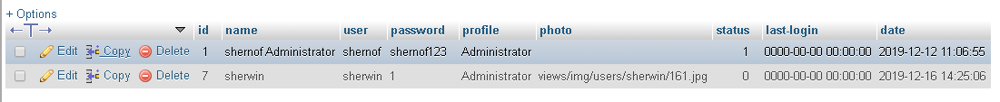 + Options
←T→ id name user password profile photo status last-login date
Edit Copy Delete 1 shernof Administrator shernof shernof123 Administrator 1 0000-00-00 00:00:00 2019-12-12 11:06:55
Edit Copy Delete 7 sherwin sherwin 1 Administrator views/img/users/sherwin/161.jpg 0 0000-00-00 00:00:00 2019-12-16 14:25:06